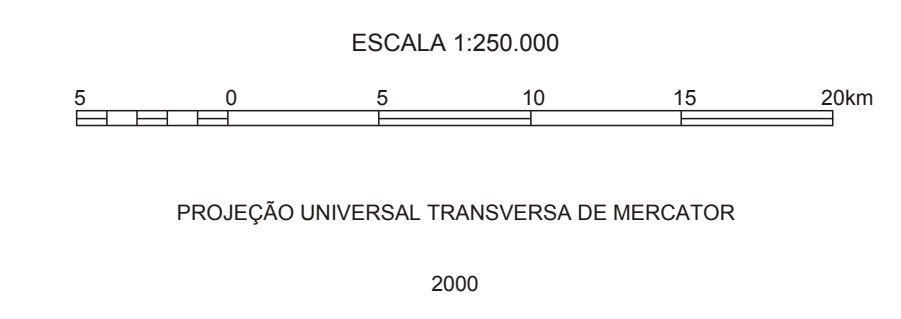 ESCALA 1:250.000
5 0 5 10 15 20km
PROJEÇÃO UNIVERSAL TRANSVERSA DE MERCATOR
2000